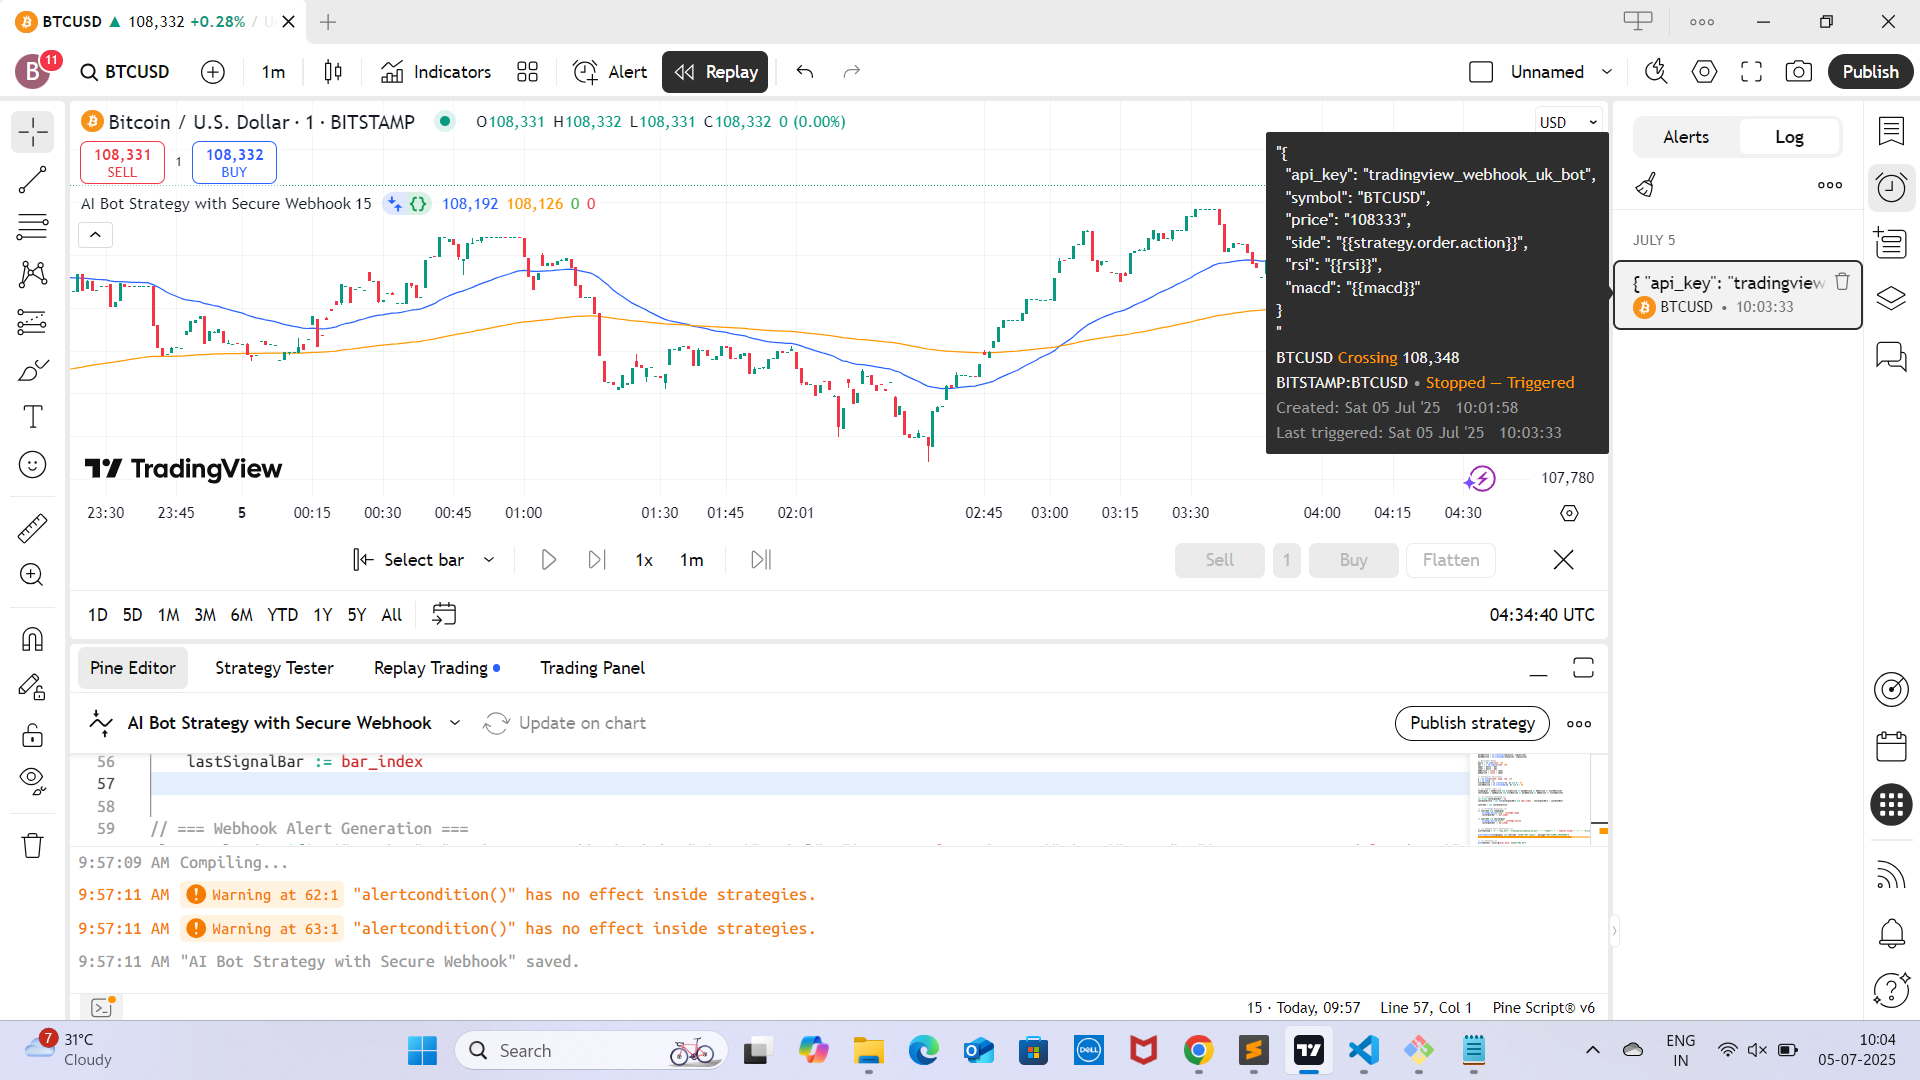 BTCUSD ▲ 108,332 +0.28% / U
B
11
BTCUSD
1m
Indicators
Alert
Replay
Unnamed
Publish
Bitcoin / U.S. Dollar · 1 · BITSTAMP
O108,331 H108,332 L108,331 C108,332 0 (0.00%)
USD
108,331
SELL
1
108,332
BUY
AI Bot Strategy with Secure Webhook 15
108,192 108,126 0 0
"{
"api_key": "tradingview_webhook_uk_bot",
"symbol": "BTCUSD",
"price": "108333",
"side": "{{strategy.order.action}}",
"rsi": "{{rsi}}",
"macd": "{{macd}}"
}
"
BTCUSD Crossing 108,348
BITSTAMP:BTCUSD • Stopped — Triggered
Created: Sat 05 Jul '25 10:01:58
Last triggered: Sat 05 Jul '25 10:03:33
Alerts
Log
JULY 5
{ "api_key": "tradingview
BTCUSD • 10:03:33
TradingView
107,780
23:30 23:45 5 00:15 00:30 00:45 01:00 01:30 01:45 02:01 02:45 03:00 03:15 03:30 04:00 04:15 04:30
Select bar
1x
1m
Sell
1
Buy
Flatten
1D 5D 1M 3M 6M YTD 1Y 5Y All
04:34:40 UTC
Pine Editor
Strategy Tester
Replay Trading
Trading Panel
AI Bot Strategy with Secure Webhook
Update on chart
Publish strategy
56 lastSignalBar := bar_index
57
58
59 // === Webhook Alert Generation ===
9:57:09 AM Compiling...
9:57:11 AM Warning at 62:1 "alertcondition()" has no effect inside strategies.
9:57:11 AM Warning at 63:1 "alertcondition()" has no effect inside strategies.
9:57:11 AM "AI Bot Strategy with Secure Webhook" saved.
15 · Today, 09:57 Line 57, Col 1 Pine Script® v6
7
31°C
Cloudy
Search
DELL
ENG
IN
10:04
05-07-2025